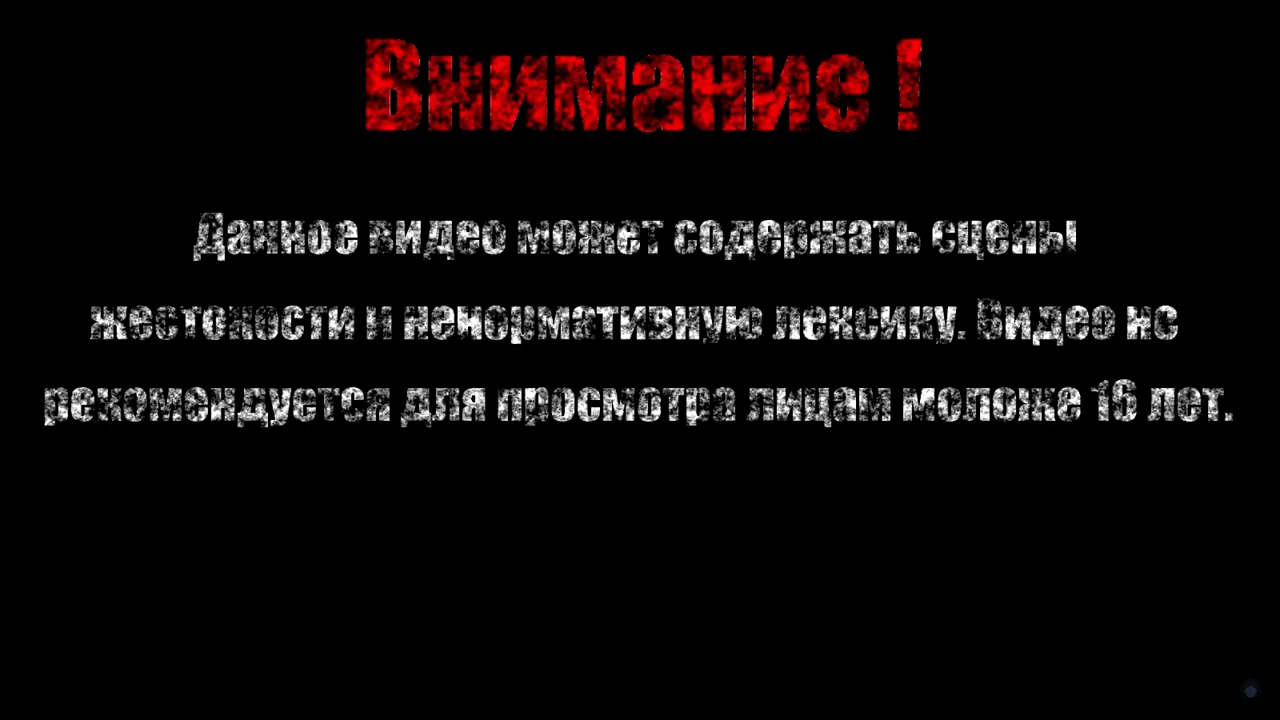 Внимание !
Данное видео может содержать сцены
жестокости и ненормативную лексику. Видео не
рекомендуется для просмотра лицам моложе 16 лет.